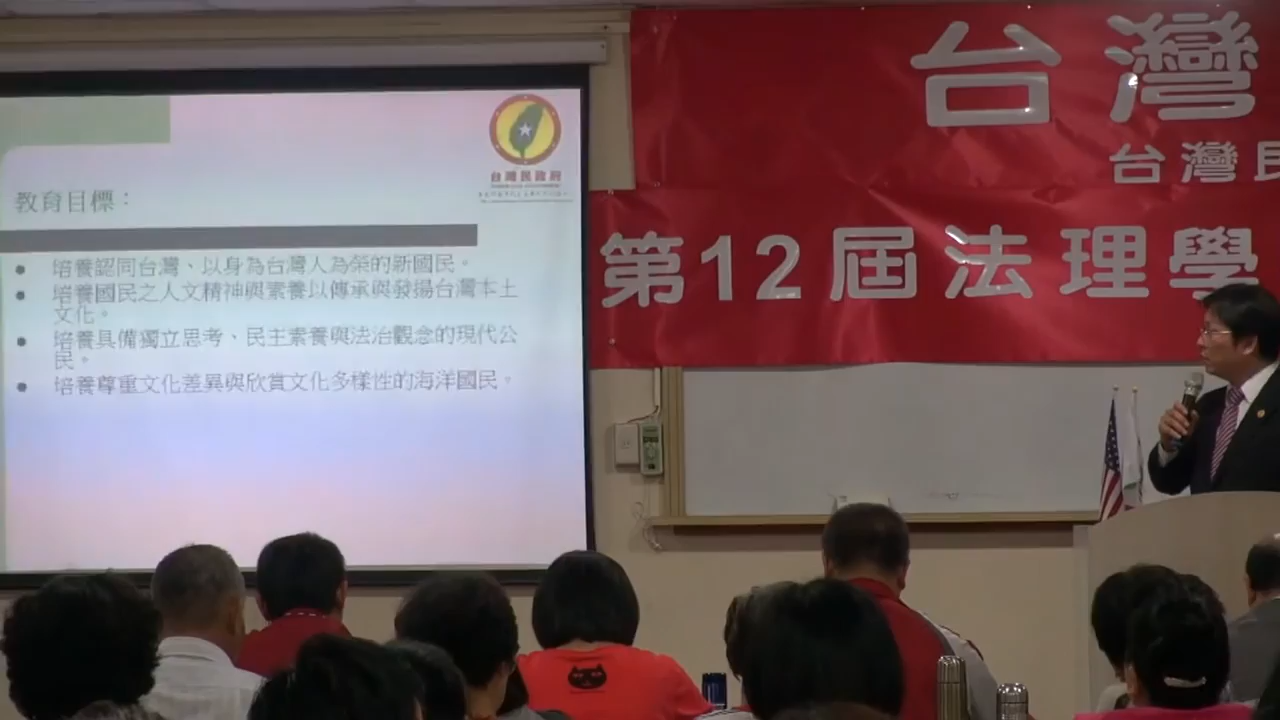 台灣
台灣民
第12屆法理學
台灣民政府
教育目標：
● 培養認同台灣、以身為台灣人為榮的新國民。
● 培養國民之人文精神與素養以傳承與發揚台灣本土
文化。
● 培養具備獨立思考、民主素養與法治觀念的現代公
民。
● 培養尊重文化差異與欣賞文化多樣性的海洋國民。